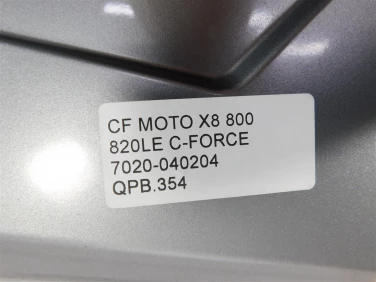 CF MOTO X8 800
820LE C-FORCE
7020-040204
QPB.354